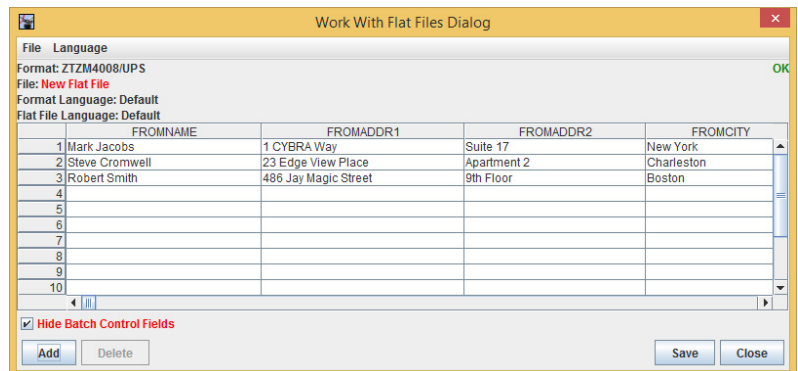 Work With Flat Files Dialog
File Language
Format: ZTZM4008/UPS OK
File: New Flat File
Format Language: Default
Flat File Language: Default
FROMNAME FROMADDR1 FROMADDR2 FROMCITY
1 Mark Jacobs 1 CYBRA Way Suite 17 New York
2 Steve Cromwell 23 Edge View Place Apartment 2 Charleston
3 Robert Smith 486 Jay Magic Street 9th Floor Boston
4
5
6
7
8
9
10
Hide Batch Control Fields
Add Delete Save Close